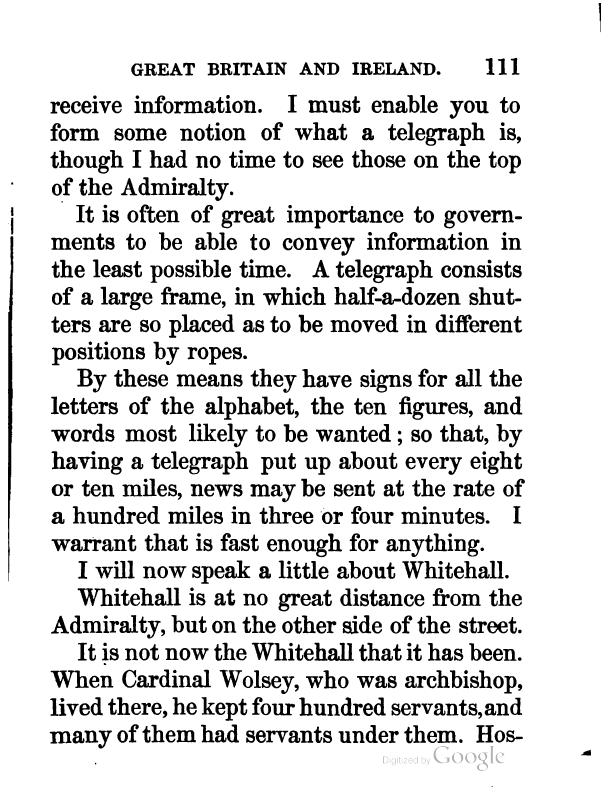 GREAT BRITAIN AND IRELAND. 111
receive information. I must enable you to
form some notion of what a telegraph is,
though I had no time to see those on the top
of the Admiralty.
It is often of great importance to govern-
ments to be able to convey information in
the least possible time. A telegraph consists
of a large frame, in which half-a-dozen shut-
ters are so placed as to be moved in different
positions by ropes.
By these means they have signs for all the
letters of the alphabet, the ten figures, and
words most likely to be wanted; so that, by
having a telegraph put up about every eight
or ten miles, news may be sent at the rate of
a hundred miles in three or four minutes. I
warrant that is fast enough for anything.
I will now speak a little about Whitehall.
Whitehall is at no great distance from the
Admiralty, but on the other side of the street.
It is not now the Whitehall that it has been.
When Cardinal Wolsey, who was archbishop,
lived there, he kept four hundred servants, and
many of them had servants under them. Hos-
Digitized by Google